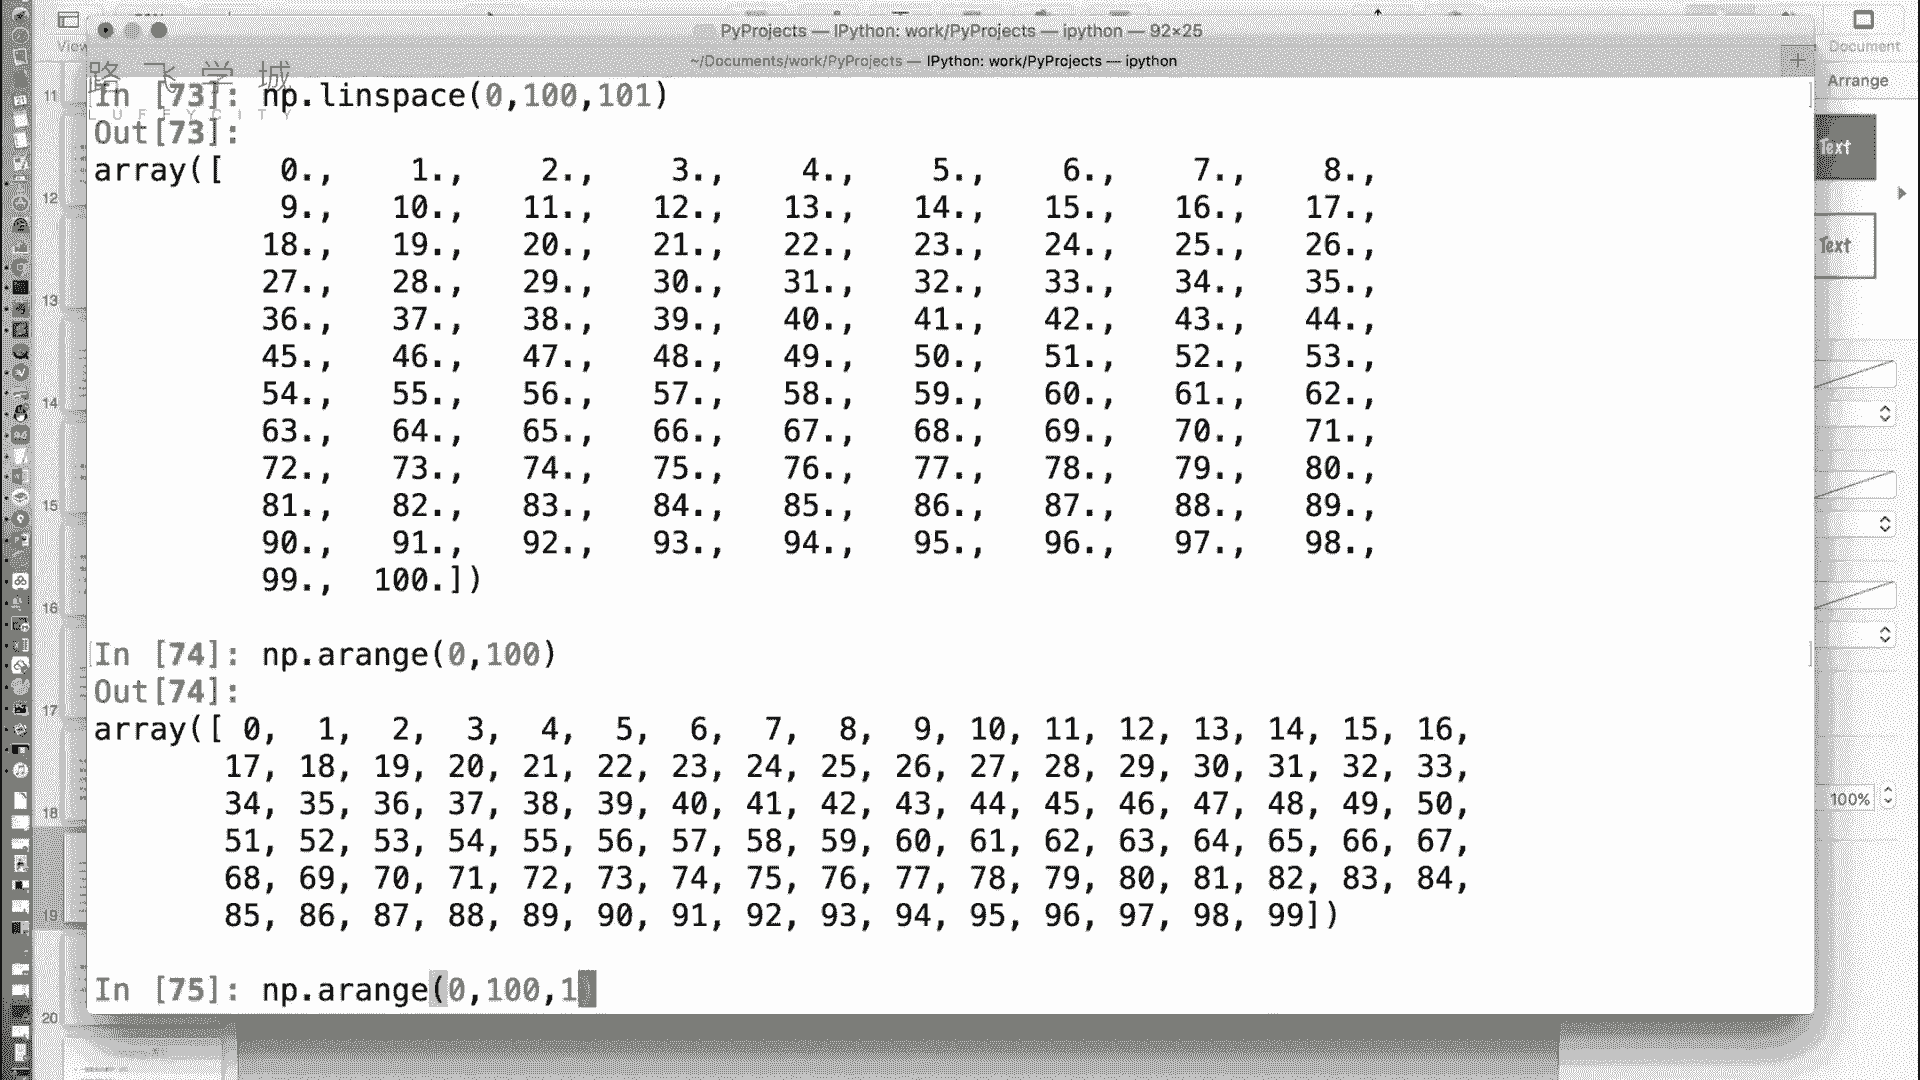 View
PyProjects — IPython: work/PyProjects — ipython — 92×25
Document
~/Documents/work/PyProjects — IPython: work/PyProjects — ipython
+
Arrange
路飞学城
LUFFYCITY
In [73]: np.linspace(0,100,101)
Out[73]:
array([   0.,    1.,    2.,    3.,    4.,    5.,    6.,    7.,    8.,
9.,   10.,   11.,   12.,   13.,   14.,   15.,   16.,   17.,
18.,   19.,   20.,   21.,   22.,   23.,   24.,   25.,   26.,
27.,   28.,   29.,   30.,   31.,   32.,   33.,   34.,   35.,
36.,   37.,   38.,   39.,   40.,   41.,   42.,   43.,   44.,
45.,   46.,   47.,   48.,   49.,   50.,   51.,   52.,   53.,
54.,   55.,   56.,   57.,   58.,   59.,   60.,   61.,   62.,
63.,   64.,   65.,   66.,   67.,   68.,   69.,   70.,   71.,
72.,   73.,   74.,   75.,   76.,   77.,   78.,   79.,   80.,
81.,   82.,   83.,   84.,   85.,   86.,   87.,   88.,   89.,
90.,   91.,   92.,   93.,   94.,   95.,   96.,   97.,   98.,
99.,  100.])
In [74]: np.arange(0,100)
Out[74]:
array([ 0,  1,  2,  3,  4,  5,  6,  7,  8,  9, 10, 11, 12, 13, 14, 15, 16,
17, 18, 19, 20, 21, 22, 23, 24, 25, 26, 27, 28, 29, 30, 31, 32, 33,
34, 35, 36, 37, 38, 39, 40, 41, 42, 43, 44, 45, 46, 47, 48, 49, 50,
51, 52, 53, 54, 55, 56, 57, 58, 59, 60, 61, 62, 63, 64, 65, 66, 67,
68, 69, 70, 71, 72, 73, 74, 75, 76, 77, 78, 79, 80, 81, 82, 83, 84,
85, 86, 87, 88, 89, 90, 91, 92, 93, 94, 95, 96, 97, 98, 99])
In [75]: np.arange(0,100,1)
11
12
13
14
15
16
17
18
19
20
Text
Text
100%